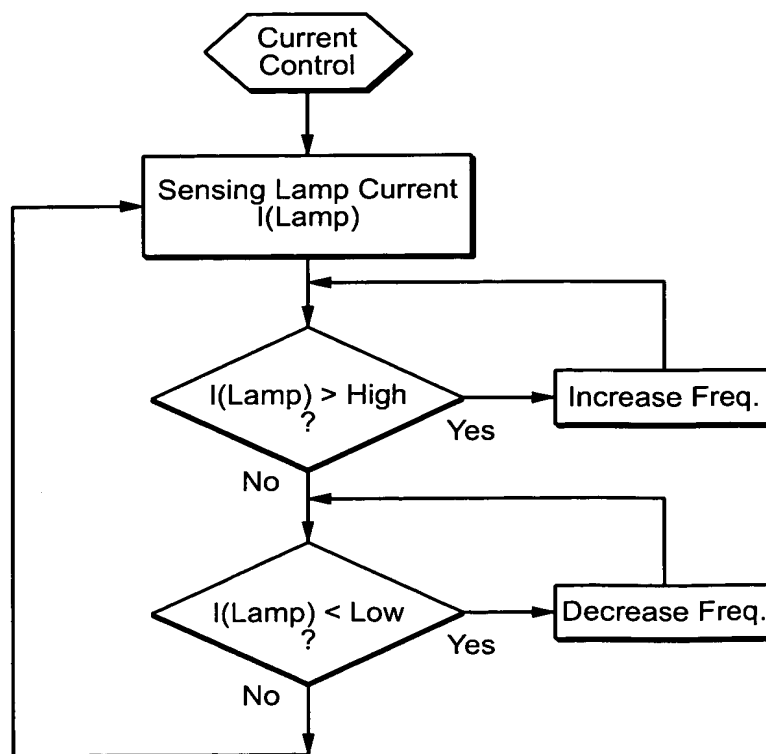 Current
Control
Sensing Lamp Current
I(Lamp)
I(Lamp) > High
?
Yes
Increase Freq.
No
I(Lamp) < Low
?
Yes
Decrease Freq.
No